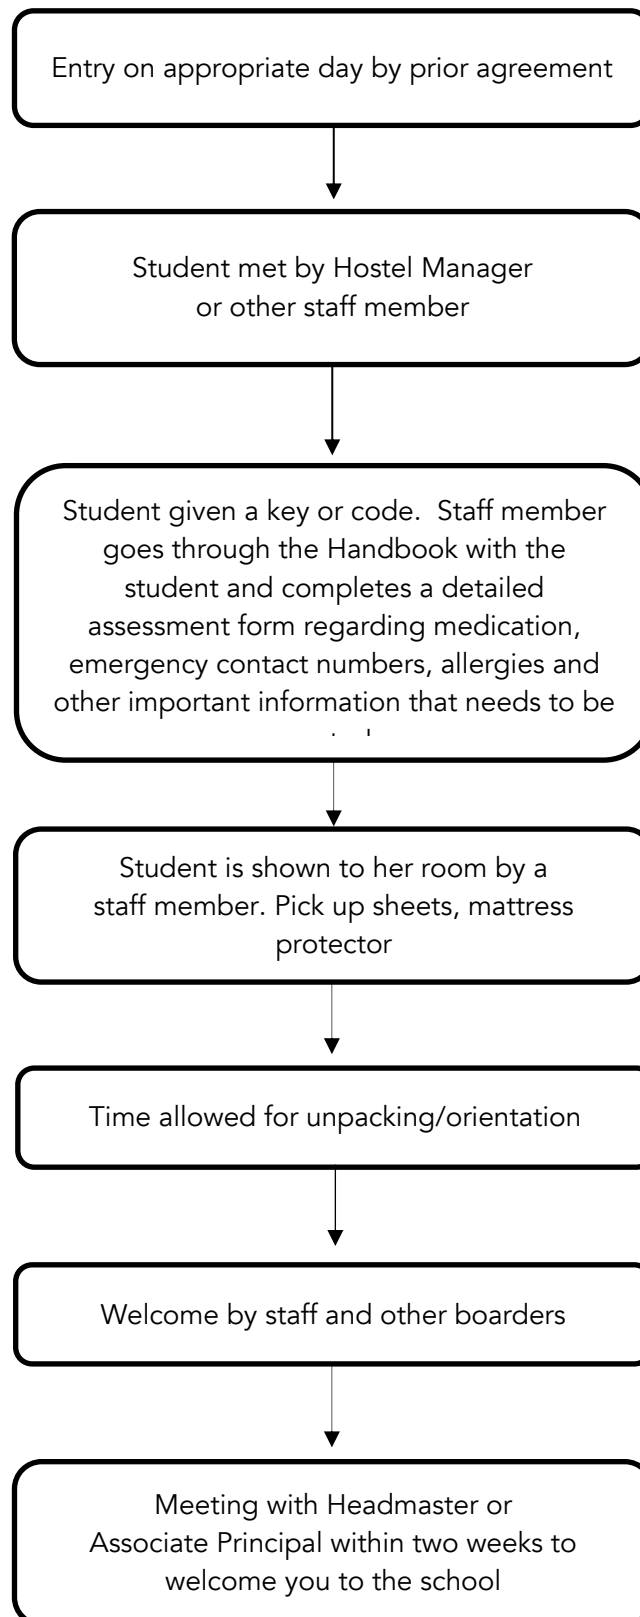 Entry on appropriate day by prior agreement
Student met by Hostel Manager
or other staff member
Student given a key or code.  Staff member
goes through the Handbook with the
student and completes a detailed
assessment form regarding medication,
emergency contact numbers, allergies and
other important information that needs to be
Student is shown to her room by a
staff member. Pick up sheets, mattress
protector
Time allowed for unpacking/orientation
Welcome by staff and other boarders
Meeting with Headmaster or
Associate Principal within two weeks to
welcome you to the school